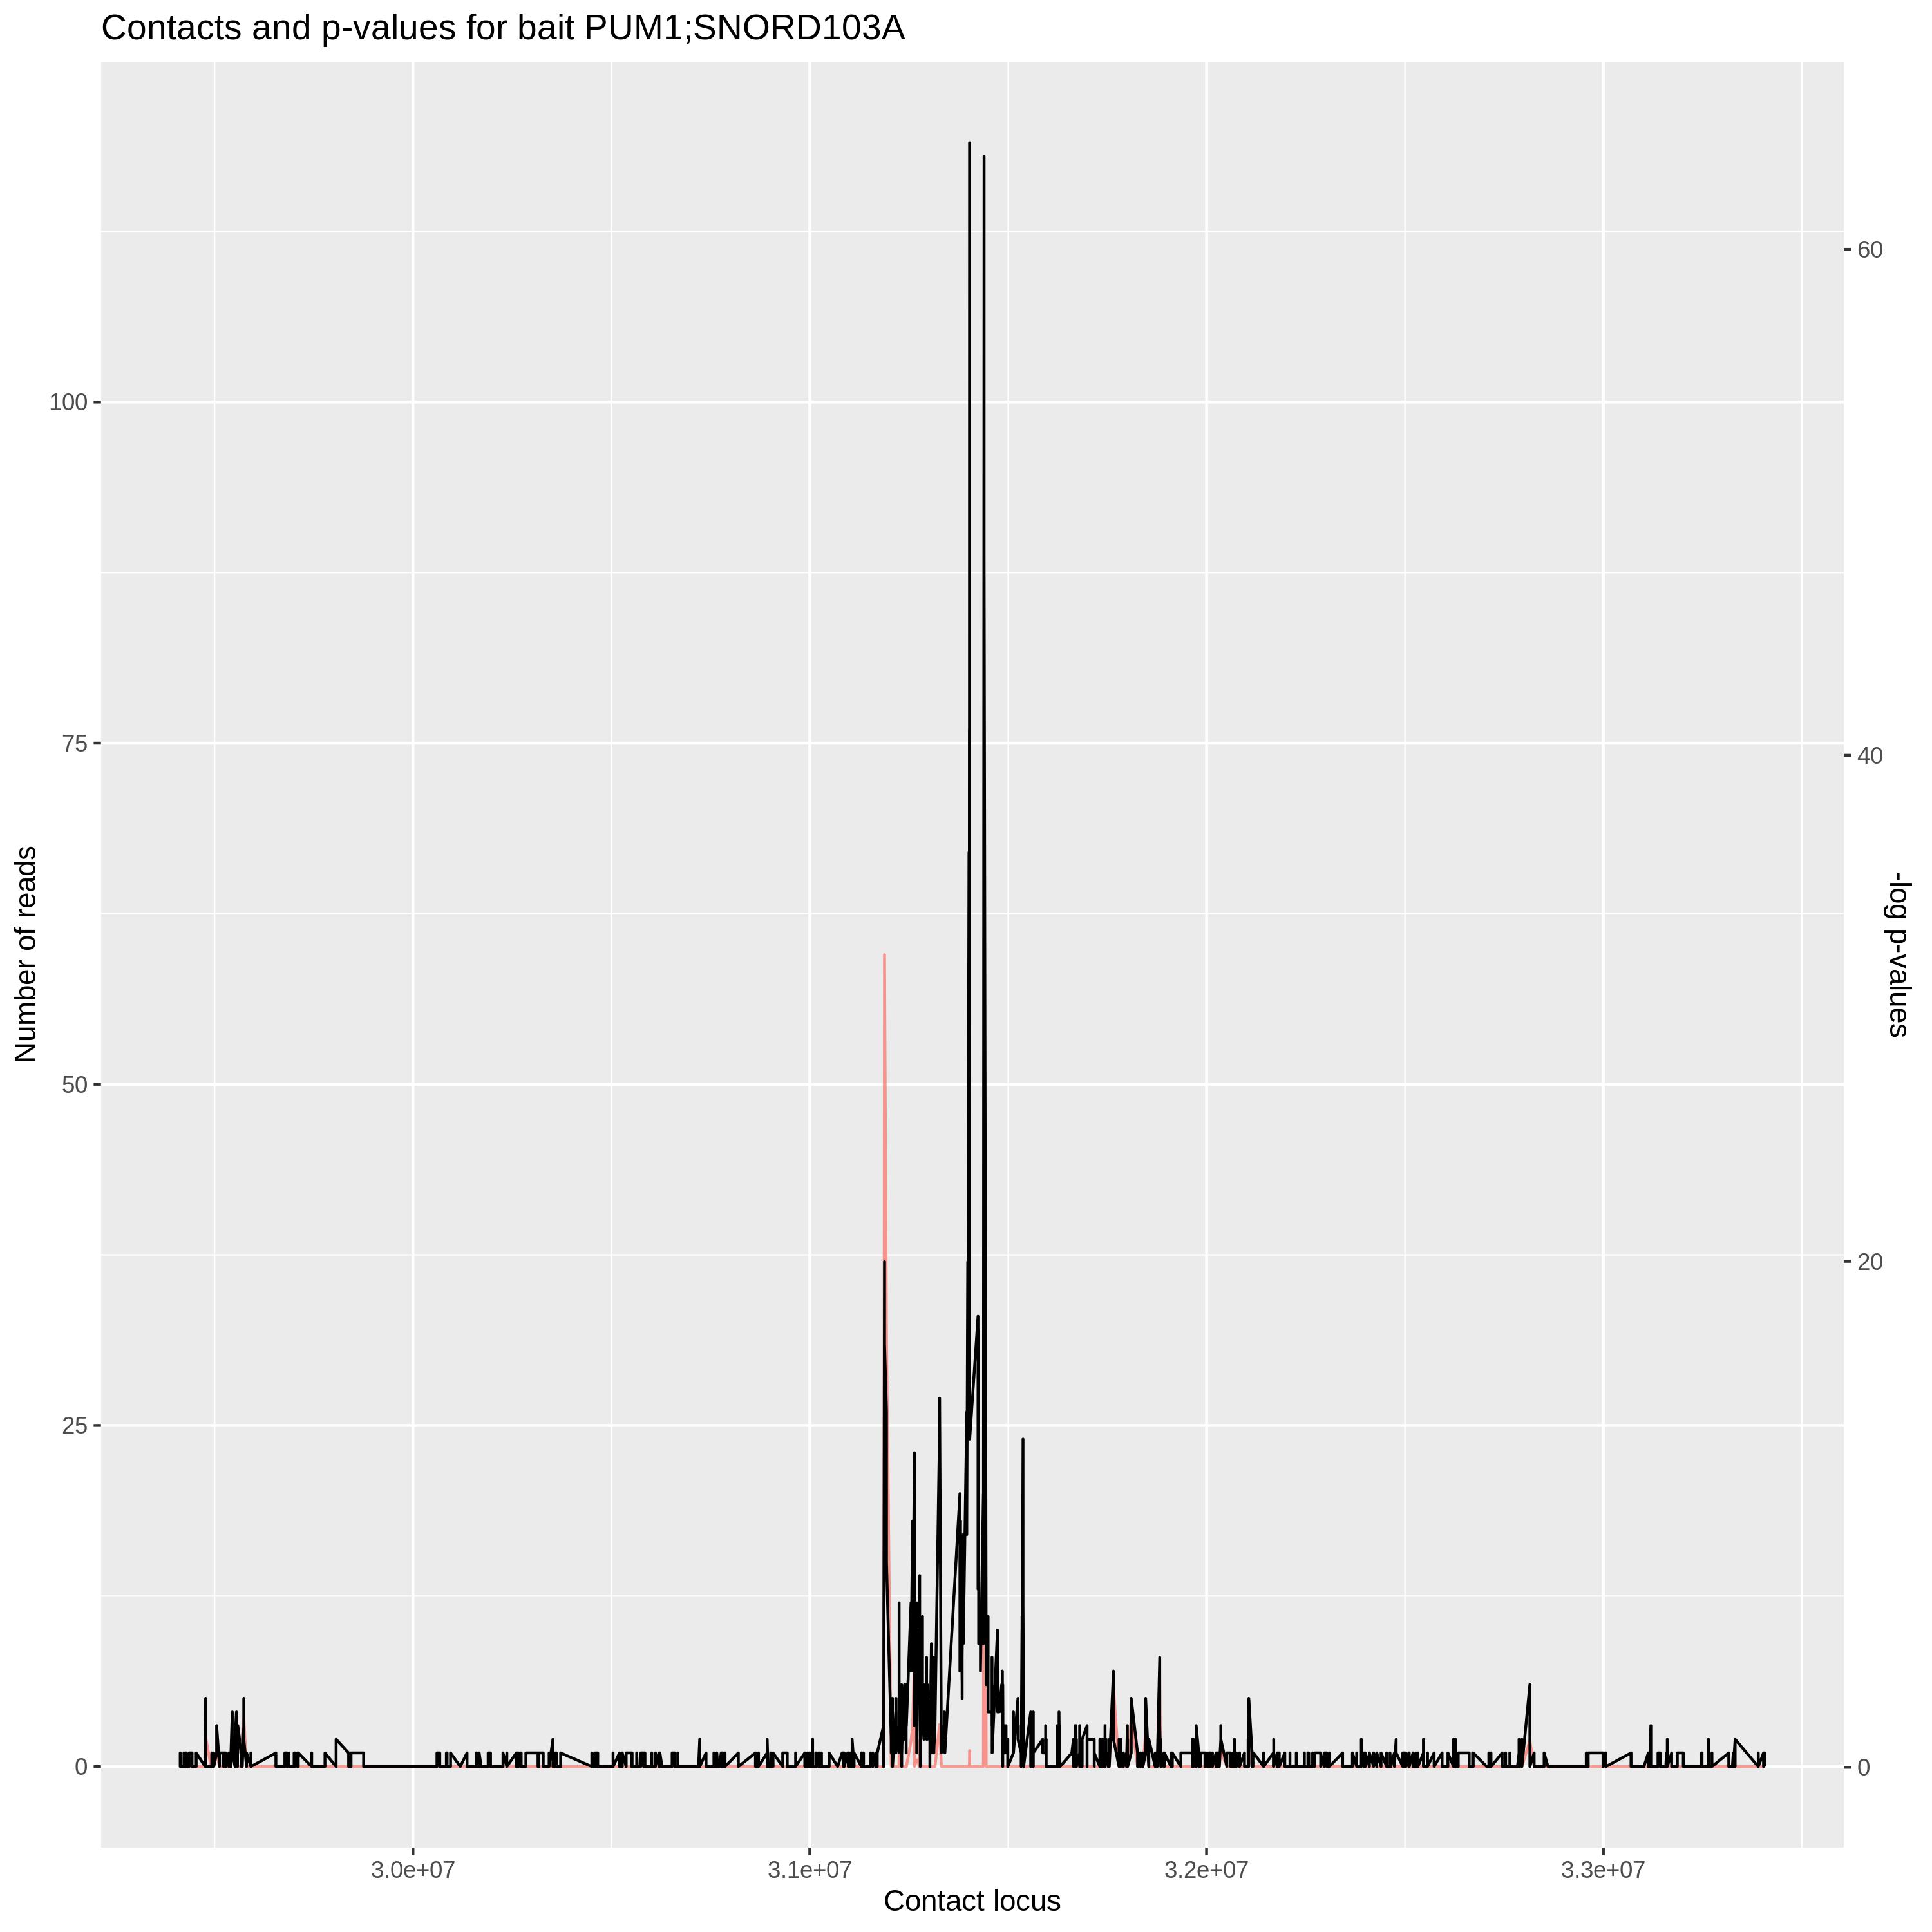 Contacts and p-values for bait PUM1;SNORD103A
100
75
50
25
0
Number of reads
60
40
20
0
-log p-values
3.0e+07
3.1e+07
3.2e+07
3.3e+07
Contact locus